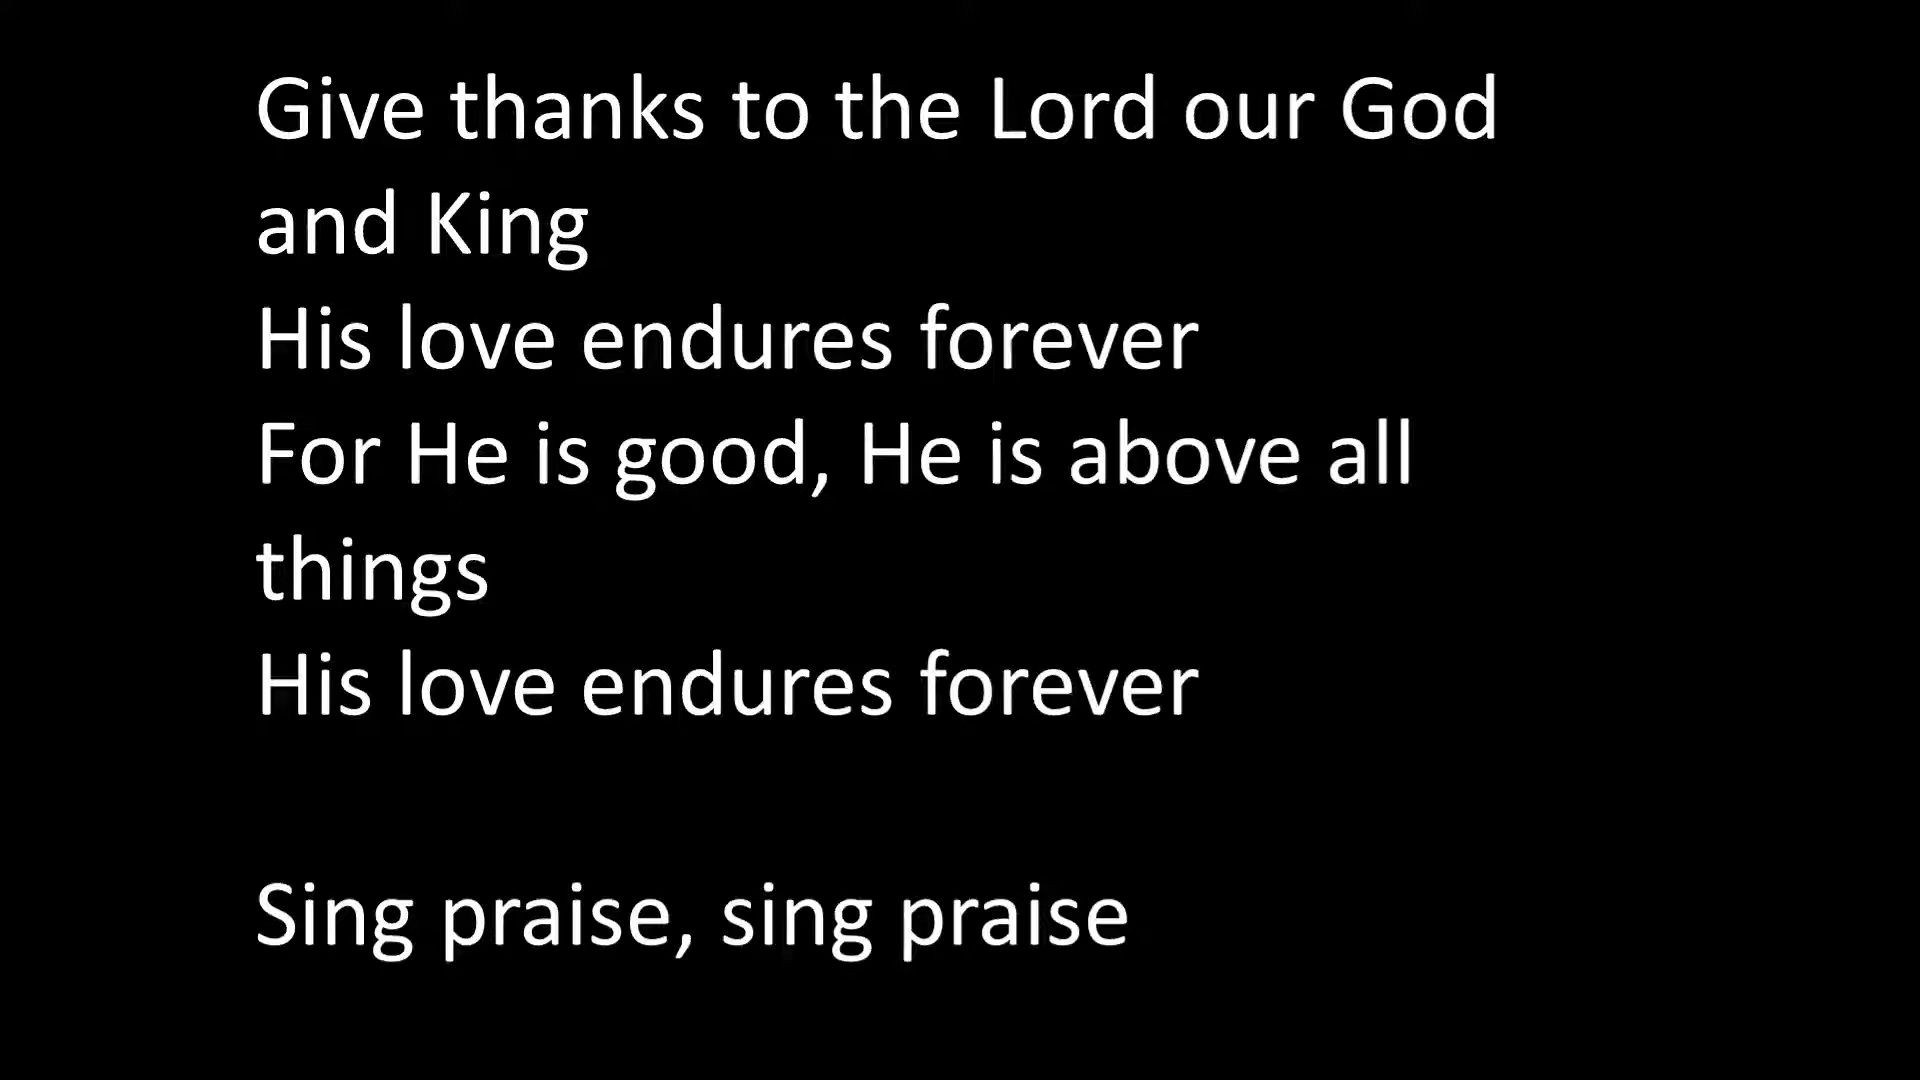 Give thanks to the Lord our God
and King
His love endures forever
For He is good, He is above all
things
His love endures forever
Sing praise, sing praise